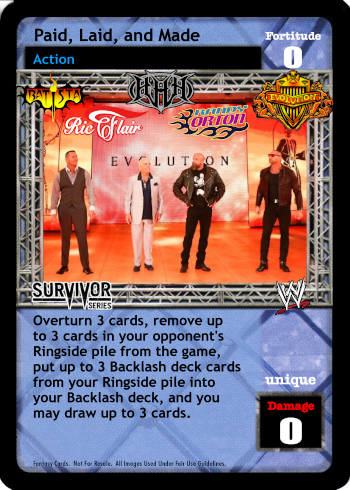 Paid, Laid, and Made
Fortitude
0
Action
BATISTA
HHH
EVOLUTION
Ric Flair
RANDY
ORTON
EVOLUTION
SURVIVOR
SERIES
W
Overturn 3 cards, remove up
to 3 cards in your opponent's
Ringside pile from the game,
put up to 3 Backlash deck cards
from your Ringside pile into
your Backlash deck, and you
may draw up to 3 cards.
unique
Damage
0
Fantasy Cards. Not For Resale. All Images Used Under Fair Use Guidelines.